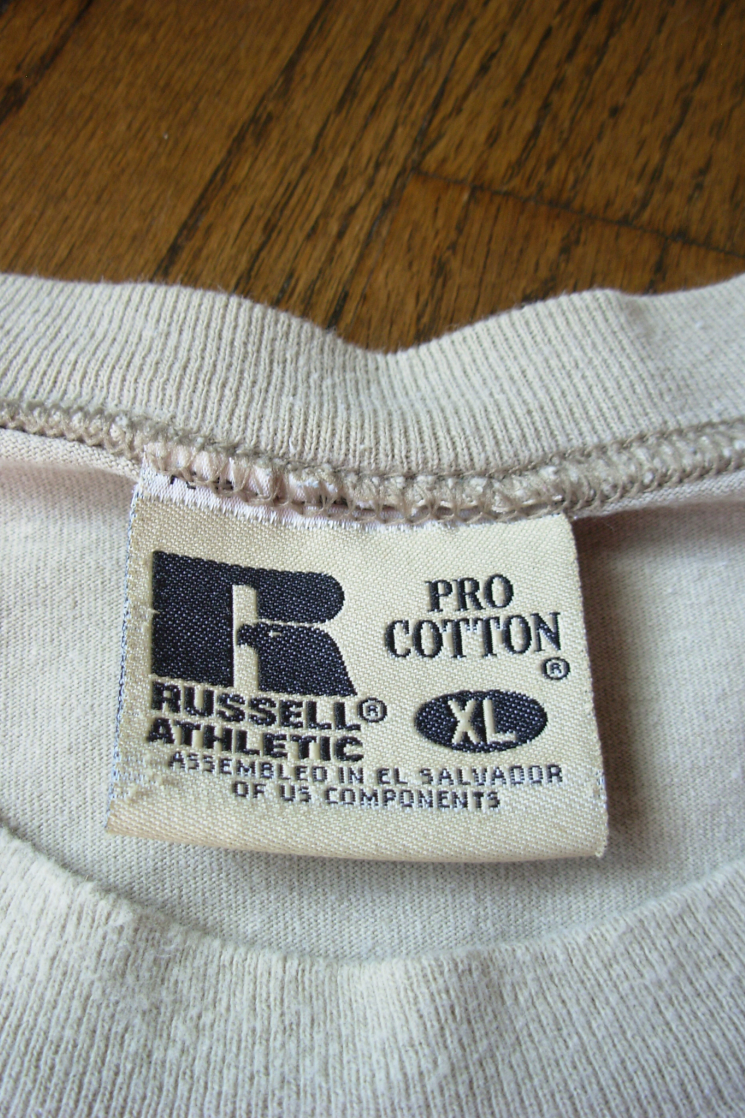 PRO
COTTON®
R
RUSSELL®
ATHLETIC
XL
ASSEMBLED IN EL SALVADOR
OF US COMPONENTS